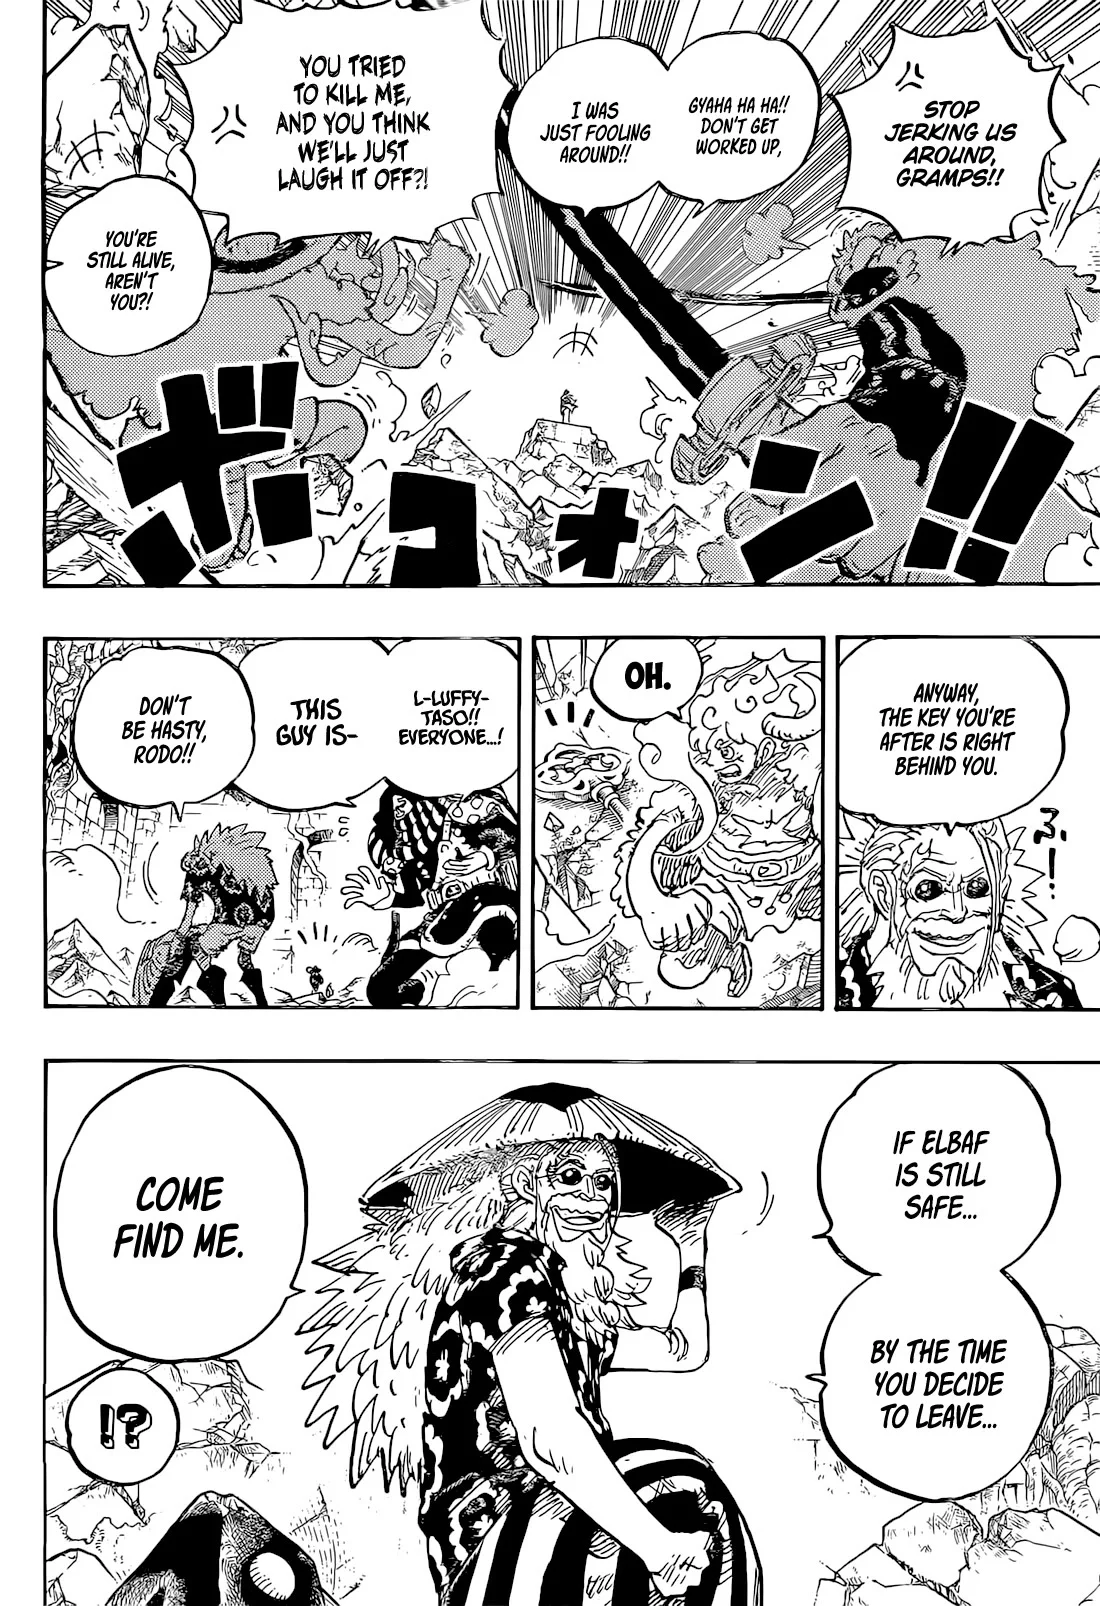 STOP
JERKING US
AROUND,
GRAMPS!!
GYAHA HA HA!!
DON'T GET
WORKED UP,
I WAS
JUST FOOLING
AROUND!!
YOU TRIED
TO KILL ME,
AND YOU THINK
WE'LL JUST
LAUGH IT OFF?!
YOU'RE
STILL ALIVE,
AREN'T
YOU?!
ボコォン!!
ANYWAY,
THE KEY YOU'RE
AFTER IS RIGHT
BEHIND YOU.
OH.
L-LUFFY-
TASO!!
EVERYONE...!
THIS
GUY IS-
DON'T
BE HASTY,
RODO!!
IF ELBAF
IS STILL
SAFE...
BY THE TIME
YOU DECIDE
TO LEAVE...
COME
FIND ME.
!?